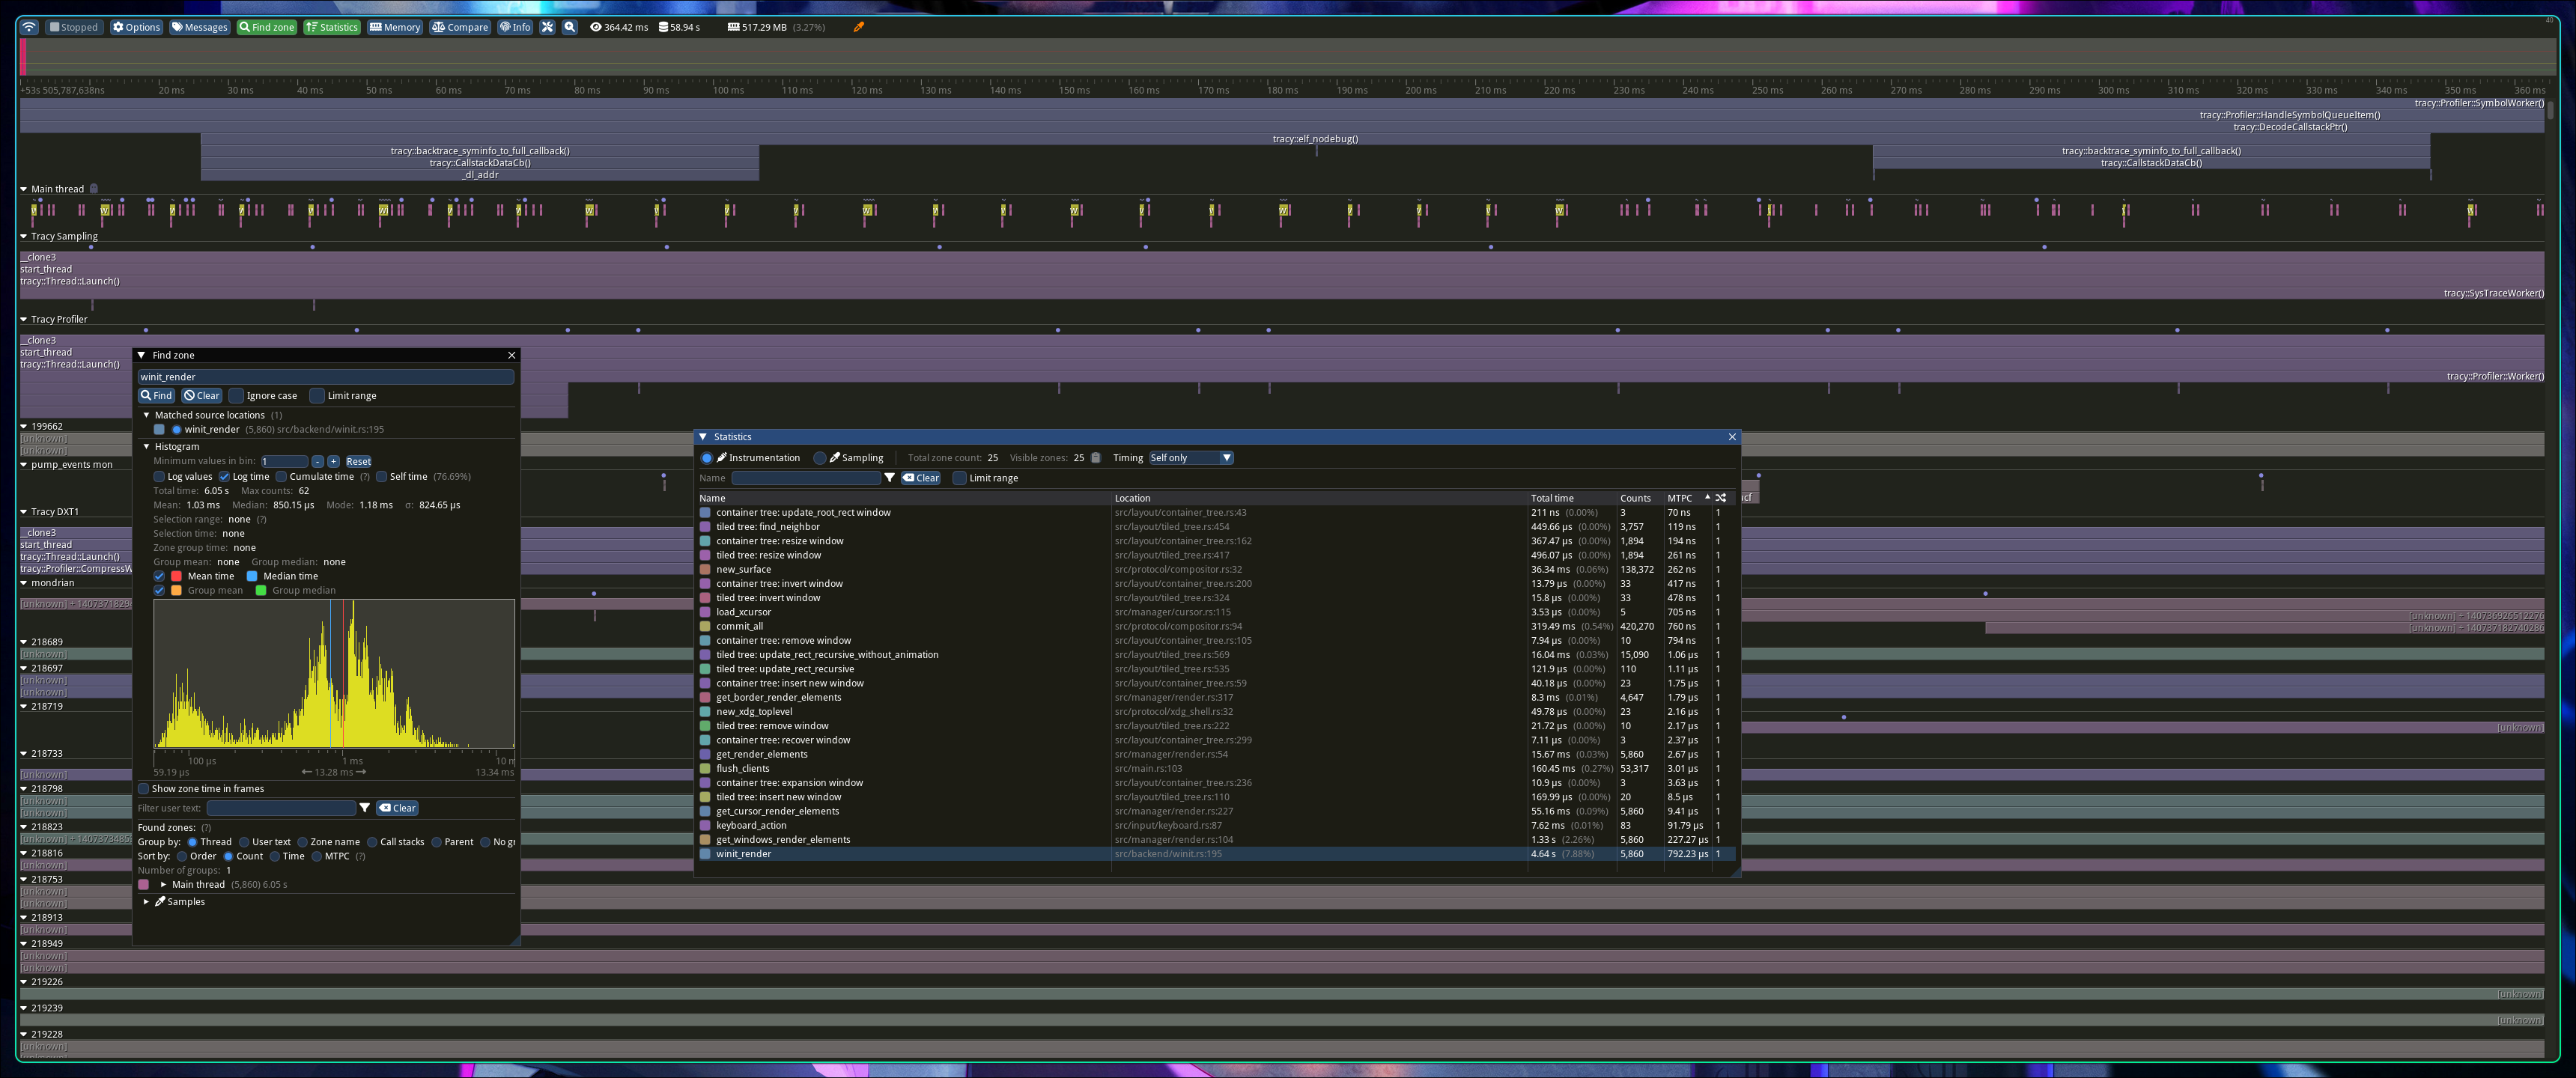 Stopped Options Messages Find zone Statistics Memory Compare Info 364.42 ms 58.94 s 517.29 MB (3.27%)
+53s 505,787,638ns 20 ms 30 ms 40 ms 50 ms 60 ms 70 ms 80 ms 90 ms 100 ms 110 ms 120 ms 130 ms 140 ms 150 ms 160 ms 170 ms 180 ms 190 ms 200 ms 210 ms 220 ms 230 ms 240 ms 250 ms 260 ms 270 ms 280 ms 290 ms 300 ms 310 ms 320 ms 330 ms 340 ms 350 ms 360 ms
tracy::Profiler::SymbolWorker()
tracy::Profiler::HandleSymbolQueueItem()
tracy::DecodeCallstackPtr()
tracy::elf_nodebug()
tracy::backtrace_syminfo_to_full_callback() tracy::backtrace_syminfo_to_full_callback()
tracy::CallstackDataCb() tracy::CallstackDataCb()
_dl_addr
Main thread
Tracy Sampling
__clone3
start_thread
tracy::Thread::Launch()
tracy::SysTraceWorker()
Tracy Profiler
__clone3
start_thread
tracy::Thread::Launch()
tracy::Profiler::Worker()
199662
[unknown]
[unknown]
pump_events mon
Tracy DXT1
__clone3
start_thread
tracy::Thread::Launch()
tracy::Profiler::CompressW
mondrian
[unknown] + 1407371829
[unknown] + 140736926512276
[unknown] + 140737182740286
218689
[unknown]
218697
[unknown]
[unknown]
218719
[unknown]
218733
[unknown]
218798
[unknown]
[unknown]
218823
[unknown] + 1407373485
218816
[unknown]
218753
[unknown]
[unknown]
218913
[unknown]
218949
[unknown]
[unknown]
219226
[unknown]
219239
[unknown]
219228
[unknown]
Find zone
winit_render
Find Clear Ignore case Limit range
Matched source locations (1)
winit_render (5,860) src/backend/winit.rs:195
Histogram
Minimum values in bin: 1 - + Reset
Log values Log time Cumulate time (?) Self time (76.69%)
Total time: 6.05 s Max counts: 62
Mean: 1.03 ms Median: 850.15 µs Mode: 1.18 ms σ: 824.65 µs
Selection range: none (?)
Selection time: none
Zone group time: none
Group mean: none Group median: none
Mean time Median time
Group mean Group median
100 µs 1 ms 10 m
59.19 µs 13.28 ms 13.34 ms
Show zone time in frames
Filter user text: Clear
Found zones: (?)
Group by: Thread User text Zone name Call stacks Parent No gr
Sort by: Order Count Time MTPC (?)
Number of groups: 1
Main thread (5,860) 6.05 s
Samples
Statistics
Instrumentation Sampling Total zone count: 25 Visible zones: 25 Timing Self only
Name Clear Limit range
Name Location Total time Counts MTPC
container tree: update_root_rect window src/layout/container_tree.rs:43 211 ns (0.00%) 3 70 ns 1
tiled tree: find_neighbor src/layout/tiled_tree.rs:454 449.66 µs (0.00%) 3,757 119 ns 1
container tree: resize window src/layout/container_tree.rs:162 367.47 µs (0.00%) 1,894 194 ns 1
tiled tree: resize window src/layout/tiled_tree.rs:417 496.07 µs (0.00%) 1,894 261 ns 1
new_surface src/protocol/compositor.rs:32 36.34 ms (0.06%) 138,372 262 ns 1
container tree: invert window src/layout/container_tree.rs:200 13.79 µs (0.00%) 33 417 ns 1
tiled tree: invert window src/layout/tiled_tree.rs:324 15.8 µs (0.00%) 33 478 ns 1
load_xcursor src/manager/cursor.rs:115 3.53 µs (0.00%) 5 705 ns 1
commit_all src/protocol/compositor.rs:94 319.49 ms (0.54%) 420,270 760 ns 1
container tree: remove window src/layout/container_tree.rs:105 7.94 µs (0.00%) 10 794 ns 1
tiled tree: update_rect_recursive_without_animation src/layout/tiled_tree.rs:569 16.04 ms (0.03%) 15,090 1.06 µs 1
tiled tree: update_rect_recursive src/layout/tiled_tree.rs:535 121.9 µs (0.00%) 110 1.11 µs 1
container tree: insert new window src/layout/container_tree.rs:59 40.18 µs (0.00%) 23 1.75 µs 1
get_border_render_elements src/manager/render.rs:317 8.3 ms (0.01%) 4,647 1.79 µs 1
new_xdg_toplevel src/protocol/xdg_shell.rs:32 49.78 µs (0.00%) 23 2.16 µs 1
tiled tree: remove window src/layout/tiled_tree.rs:222 21.72 µs (0.00%) 10 2.17 µs 1
container tree: recover window src/layout/container_tree.rs:299 7.11 µs (0.00%) 3 2.37 µs 1
get_render_elements src/manager/render.rs:54 15.67 ms (0.03%) 5,860 2.67 µs 1
flush_clients src/main.rs:103 160.45 ms (0.27%) 53,317 3.01 µs 1
container tree: expansion window src/layout/container_tree.rs:236 10.9 µs (0.00%) 3 3.63 µs 1
tiled tree: insert new window src/layout/tiled_tree.rs:110 169.99 µs (0.00%) 20 8.5 µs 1
get_cursor_render_elements src/manager/render.rs:227 55.16 ms (0.09%) 5,860 9.41 µs 1
keyboard_action src/input/keyboard.rs:87 7.62 ms (0.01%) 83 91.79 µs 1
get_windows_render_elements src/manager/render.rs:104 1.33 s (2.26%) 5,860 227.27 µs 1
winit_render src/backend/winit.rs:195 4.64 s (7.88%) 5,860 792.23 µs 1